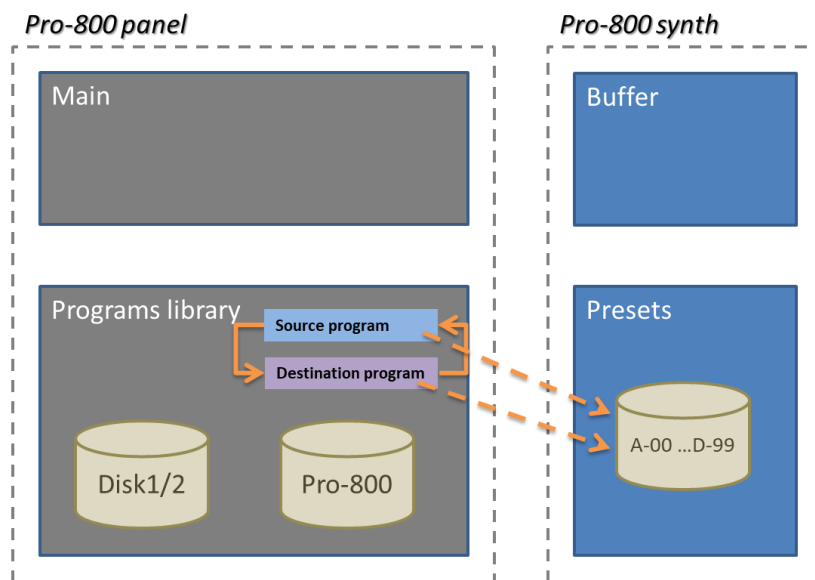 Pro-800 panel
Pro-800 synth
Main
Buffer
Programs library
Presets
Source program
Destination program
A-00 ...D-99
Disk1/2
Pro-800